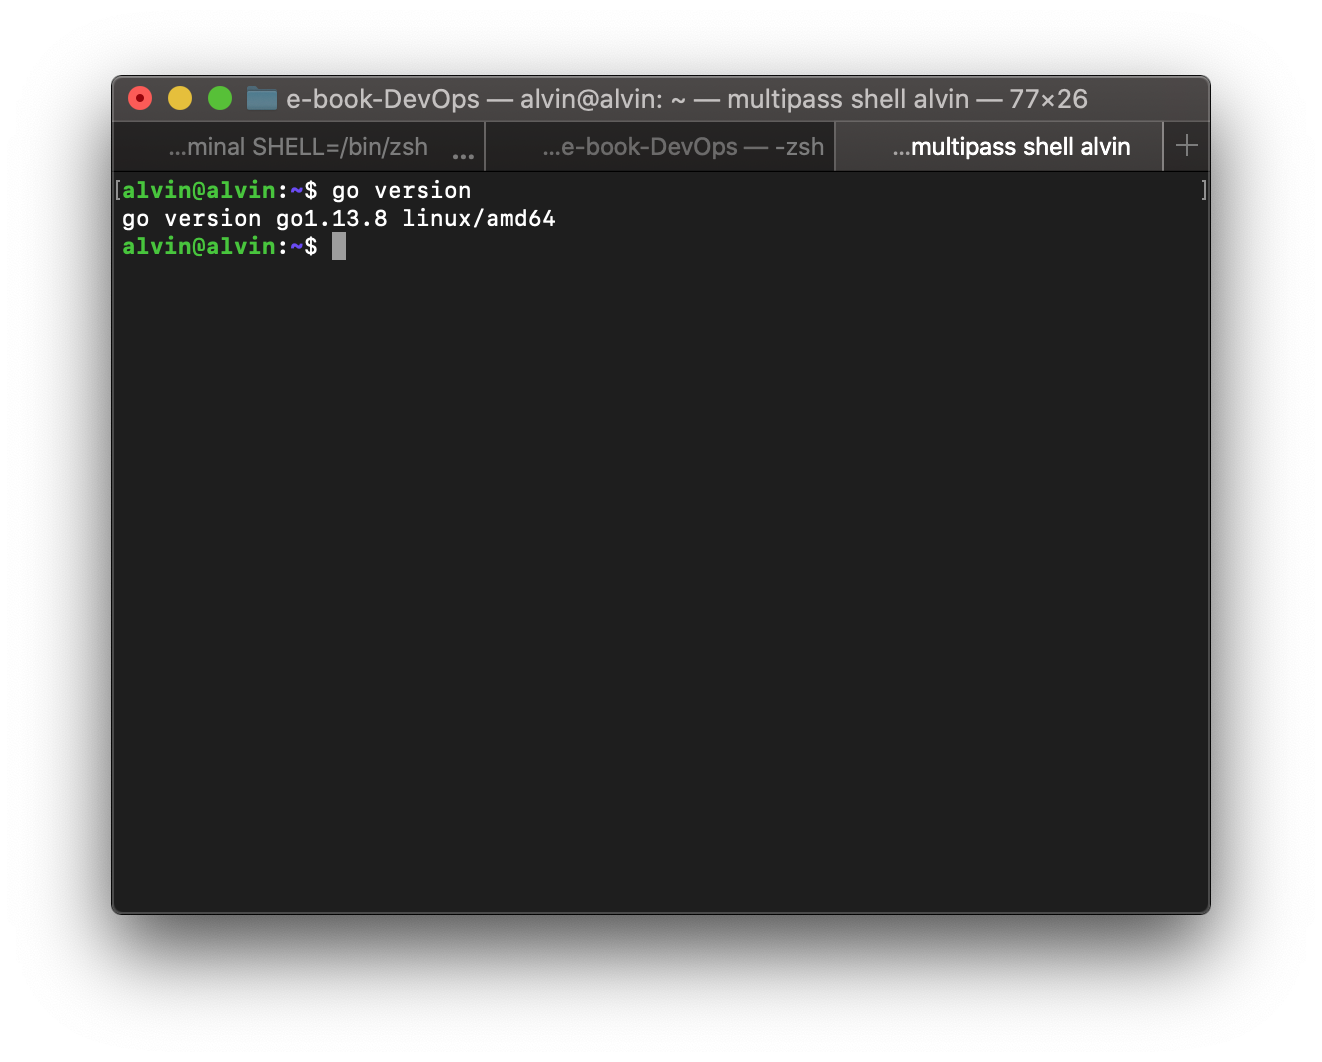 e-book-DevOps — alvin@alvin: ~ — multipass shell alvin — 77×26
...minal SHELL=/bin/zsh ... ...e-book-DevOps — -zsh ...multipass shell alvin +
[alvin@alvin:~$ go version ]
go version go1.13.8 linux/amd64
alvin@alvin:~$